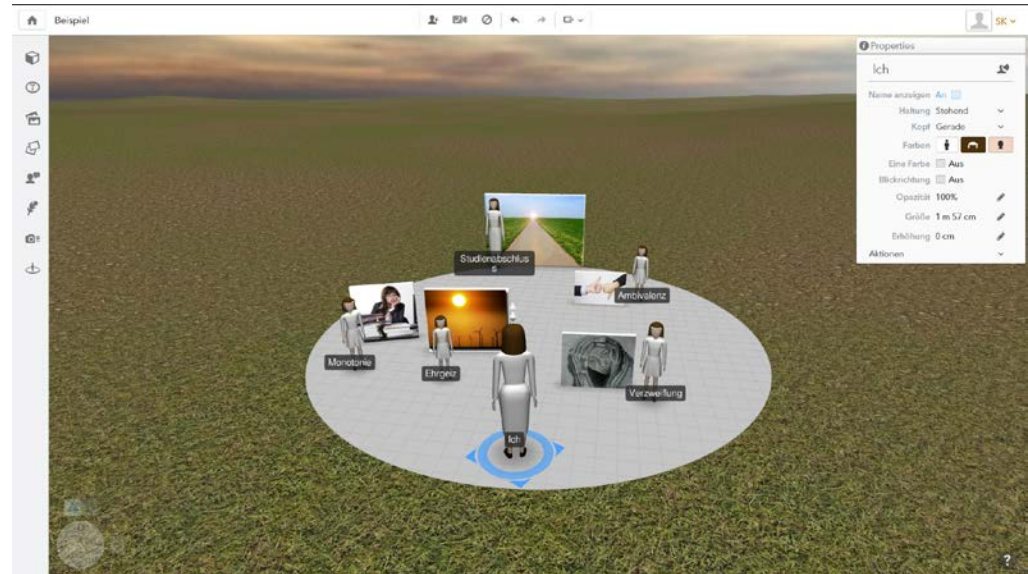 Beispiel
SK
Properties
Ich
Name anzeigen An
Haltung Stehend
Kopf Gerade
Farben
Eine Farbe Aus
Blickrichtung Aus
Opazität 100%
Größe 1 m 57 cm
Erhöhung 0 cm
Aktionen
Studienabschlus
s
Ambivalenz
Monotonie
Ehrgeiz
Verzweiflung
Ich
?